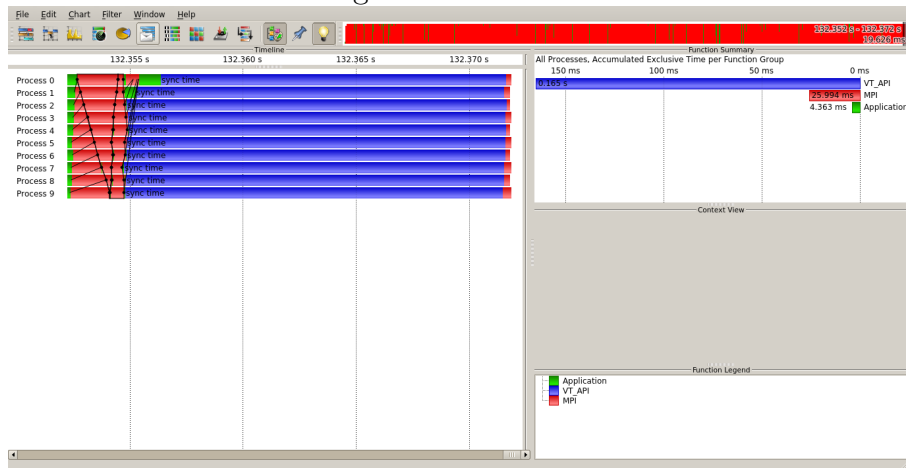 File Edit Chart Filter Window Help
132.352 s - 132.372 s
19.626 ms
Timeline
132.355 s 132.360 s 132.365 s 132.370 s
Process 0 sync time
Process 1 sync time
Process 2 sync time
Process 3 sync time
Process 4 sync time
Process 5 sync time
Process 6 sync time
Process 7 sync time
Process 8 sync time
Process 9 sync time
Function Summary
All Processes, Accumulated Exclusive Time per Function Group
150 ms 100 ms 50 ms 0 ms
0.165 s VT_API
25.994 ms MPI
4.363 ms Application
Context View
Function Legend
Application
VT_API
MPI